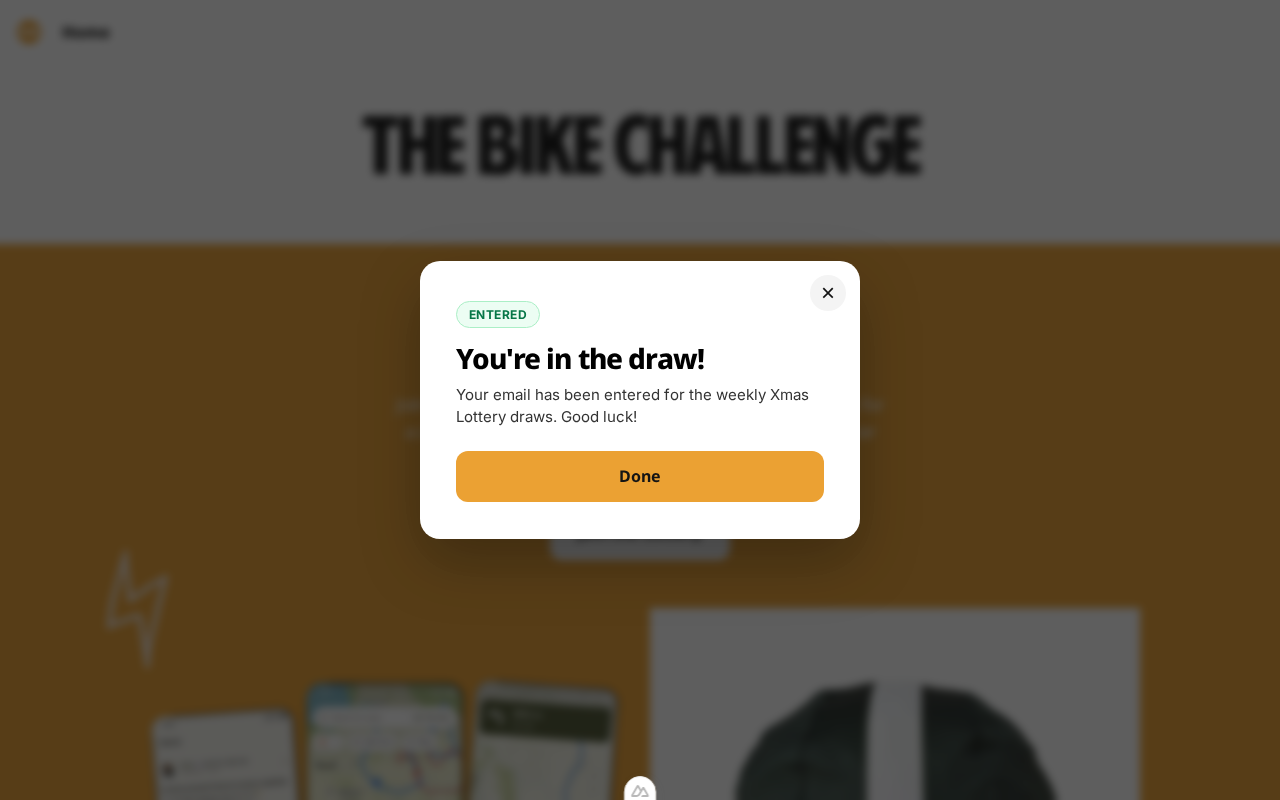 Home
THE BIKE CHALLENGE
ENTERED
You're in the draw!
Your email has been entered for the weekly Xmas
Lottery draws. Good luck!
Done